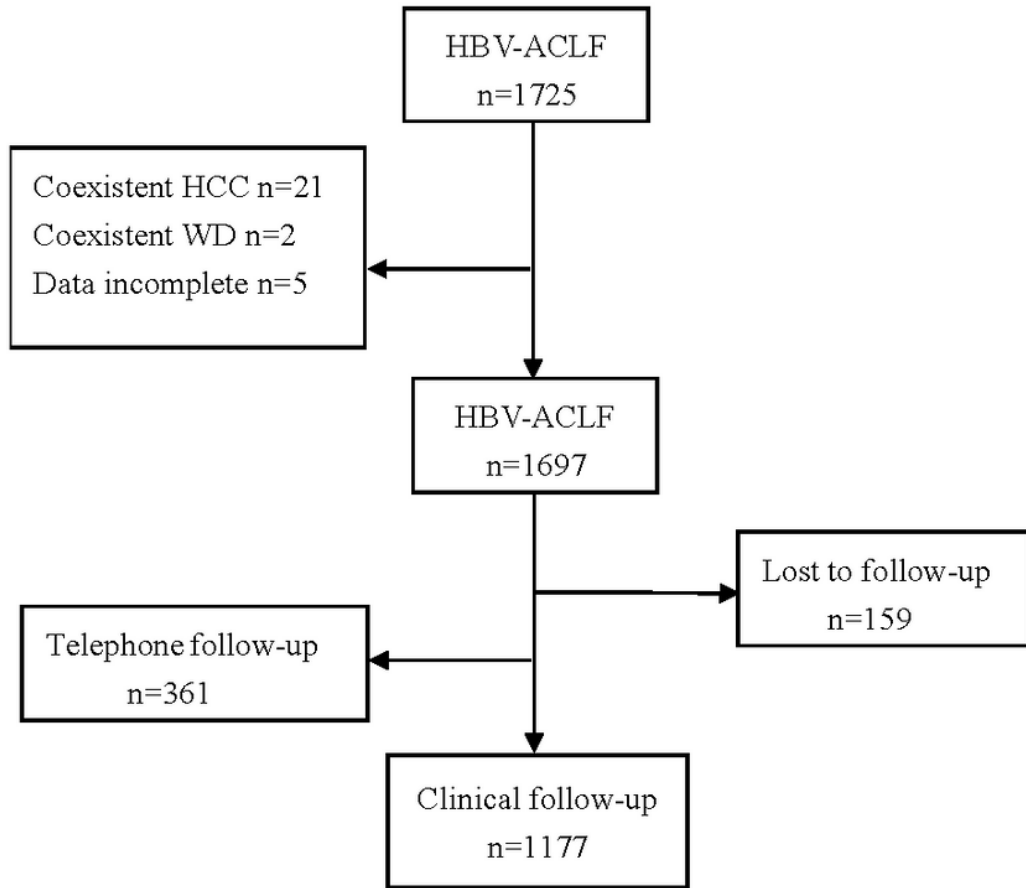 HBV-ACLF
n=1725
Coexistent HCC n=21
Coexistent WD n=2
Data incomplete n=5
HBV-ACLF
n=1697
Lost to follow-up
n=159
Telephone follow-up
n=361
Clinical follow-up
n=1177